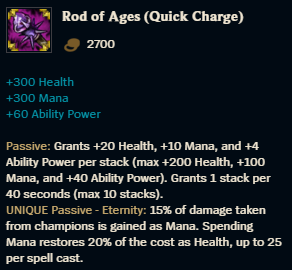 Rod of Ages (Quick Charge)
2700
+300 Health
+300 Mana
+60 Ability Power
Passive: Grants +20 Health, +10 Mana, and +4
Ability Power per stack (max +200 Health, +100
Mana, and +40 Ability Power). Grants 1 stack per
40 seconds (max 10 stacks).
UNIQUE Passive - Eternity: 15% of damage taken
from champions is gained as Mana. Spending
Mana restores 20% of the cost as Health, up to 25
per spell cast.